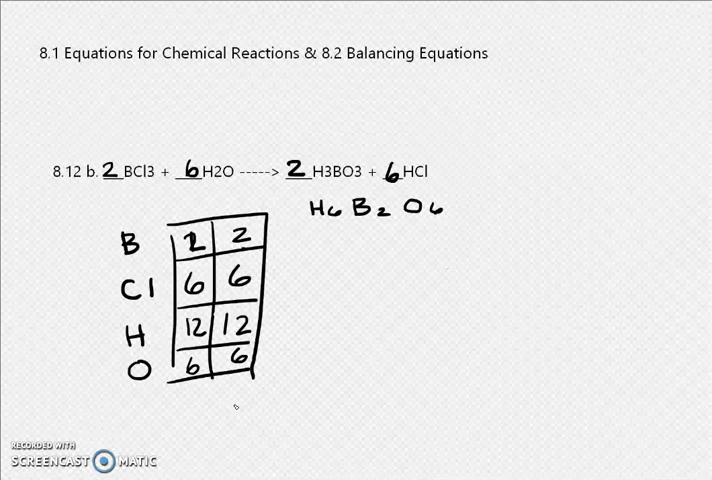 8.1 Equations for Chemical Reactions & 8.2 Balancing Equations
8.12 b. 2 BCl3 + 6 H2O -----> 2 H3BO3 + 6 HCl
H6 B2 O6
B 2 2
Cl 6 6
H 12 12
O 6 6
RECORDED WITH
SCREENCAST MATIC